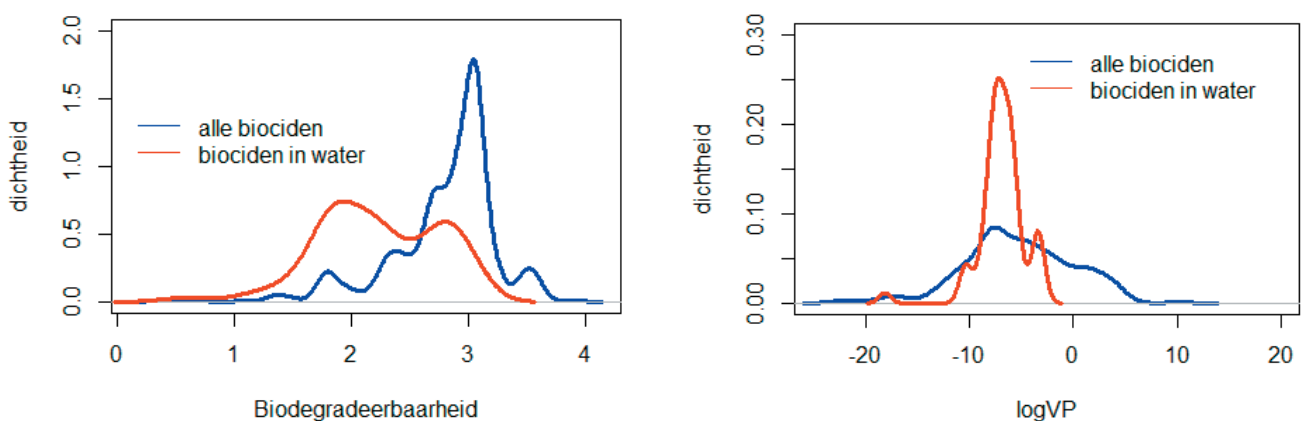 2.0
1.5
1.0
0.5
0.0
dichtheid
alle biociden
biociden in water
0 1 2 3 4
Biodegradeerbaarheid
0.30
0.20
0.10
0.00
dichtheid
alle biociden
biociden in water
-20 -10 0 10 20
logVP